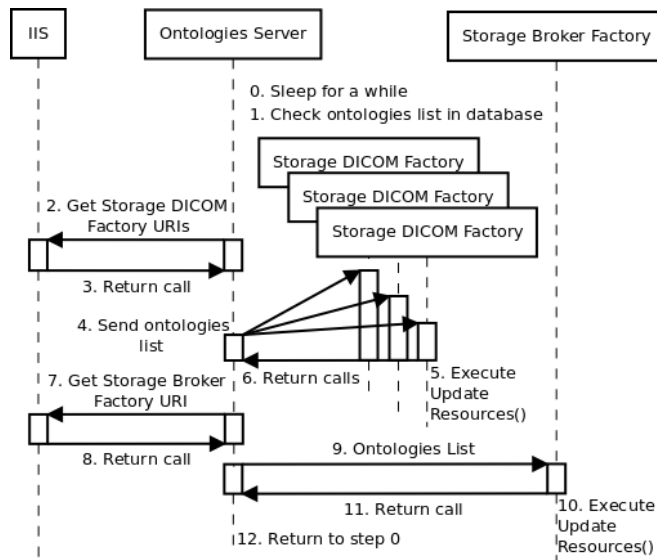 IIS
Ontologies Server
Storage Broker Factory
0. Sleep for a while
1. Check ontologies list in database
Storage DICOM Factory
Storage DICOM Factory
Storage DICOM Factory
2. Get Storage DICOM
Factory URIs
3. Return call
4. Send ontologies
list
5. Execute
Update
Resources()
6. Return calls
7. Get Storage Broker
Factory URI
8. Return call
9. Ontologies List
10. Execute
Update
Resources()
11. Return call
12. Return to step 0